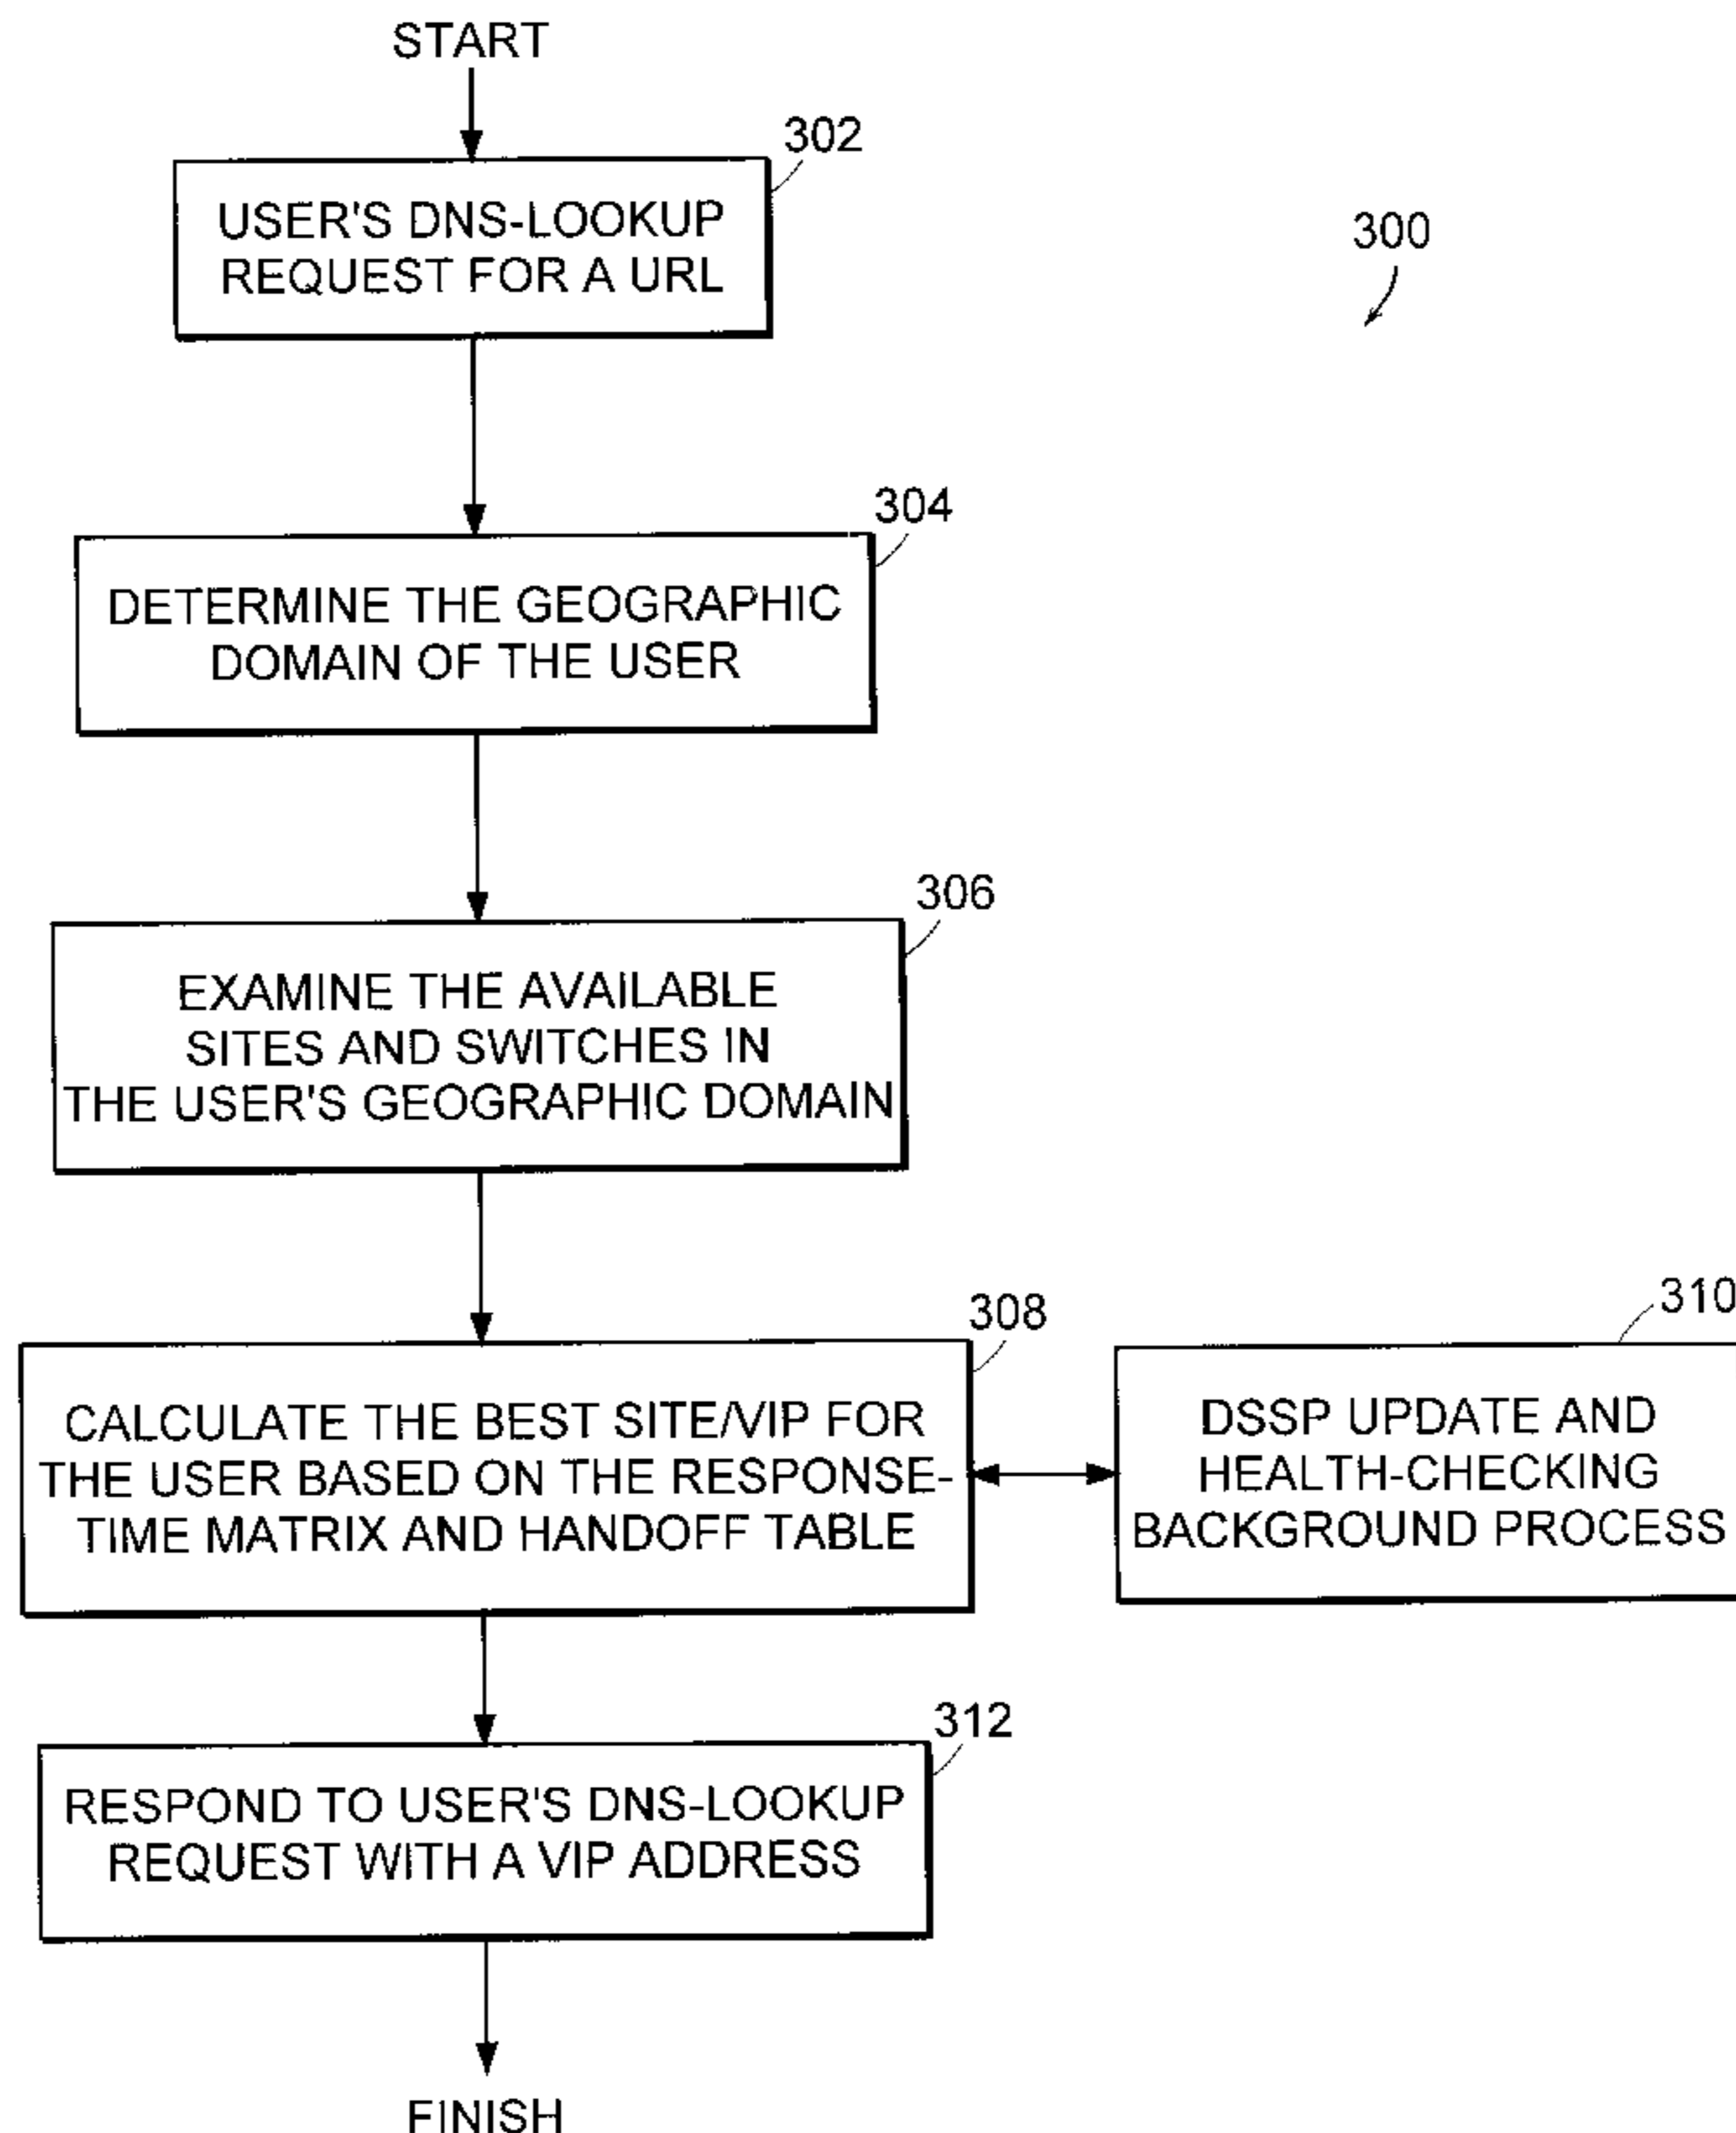 START
302
USER'S DNS-LOOKUP
REQUEST FOR A URL
300
304
DETERMINE THE GEOGRAPHIC
DOMAIN OF THE USER
306
EXAMINE THE AVAILABLE
SITES AND SWITCHES IN
THE USER'S GEOGRAPHIC DOMAIN
308
CALCULATE THE BEST SITE/VIP FOR
THE USER BASED ON THE RESPONSE-
TIME MATRIX AND HANDOFF TABLE
310
DSSP UPDATE AND
HEALTH-CHECKING
BACKGROUND PROCESS
312
RESPOND TO USER'S DNS-LOOKUP
REQUEST WITH A VIP ADDRESS
FINISH